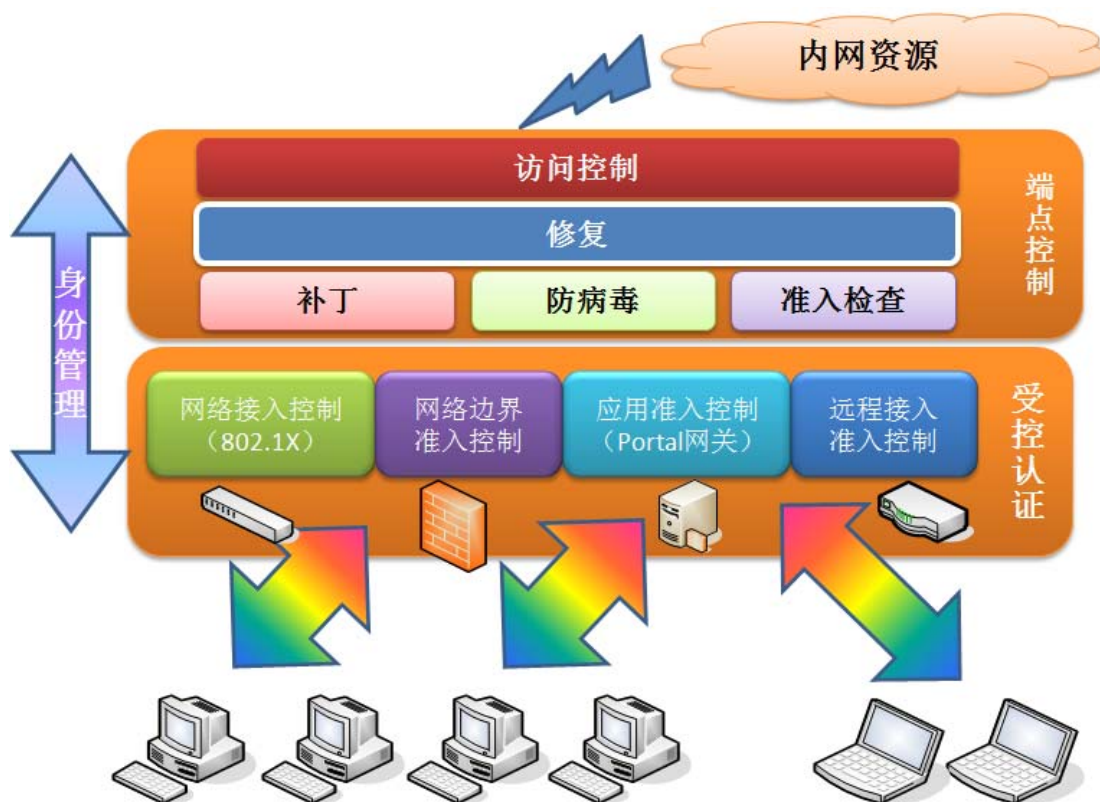 内网资源
访问控制
修复
补丁
防病毒
准入检查
端点控制
身份管理
网络接入控制
（802.1X）
网络边界
准入控制
应用准入控制
（Portal网关）
远程接入
准入控制
受控认证